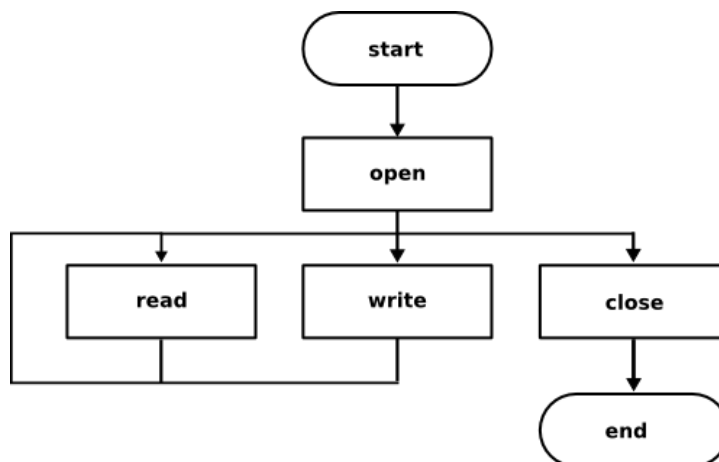 start
open
read
write
close
end